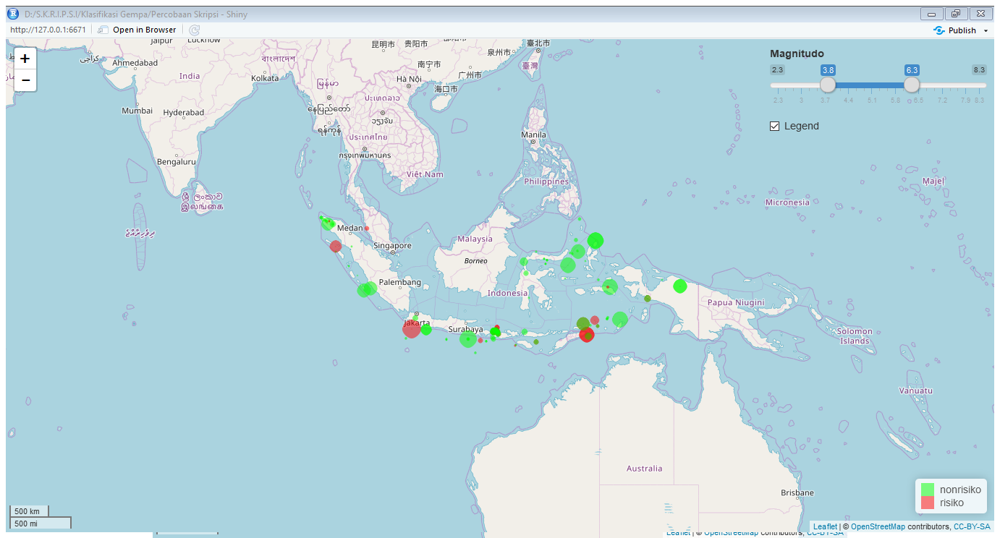 D:/S.K.R.I.P.S.I/Klasifikasi Gempa/Percobaan Skripsi - Shiny
http://127.0.0.1:6671
Open in Browser
Publish
+
−
Magnitudo
2.3 3.8 6.3 8.3
2.3 3 3.7 4.4 5.1 5.8 6.5 7.2 7.9 8.3
Legend
Jaipur
Lucknow
昆明市
贵阳市
臺北市
泉州市
كراچى
Ahmedabad
বাংলাদেশ
India
Kolkata
南宁市
广州市
臺灣
Hà Nội
海口市
မြန်မာ
ປະເທດລາວ
Mumbai
Hyderabad
နေပြည်တော်
ວຽງຈັນ
ရန်ကုန်
ประเทศไทย
Manila
Bengaluru
กรุงเทพมหานคร
Việt Nam
Philippines
Majeḷ
ශ්‍රී ලංකාව
இலங்கை
Micronesia
ދިވެހިރާއްޖެ
Medan
Malaysia
Singapore
Borneo
Palembang
Indonesia
Papua Niugini
Jakarta
Surabaya
Solomon
Islands
Vanuatu
Australia
Brisbane
nonrisiko
risiko
500 km
500 mi
Leaflet | © OpenStreetMap contributors, CC-BY-SA
Leaflet | © OpenStreetMap contributors, CC-BY-SA